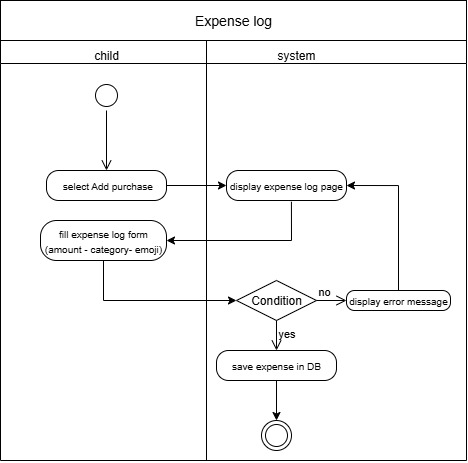 Expense log
child
system
select Add purchase
display expense log page
fill expense log form
(amount - category- emoji)
Condition
no
display error message
yes
save expense in DB